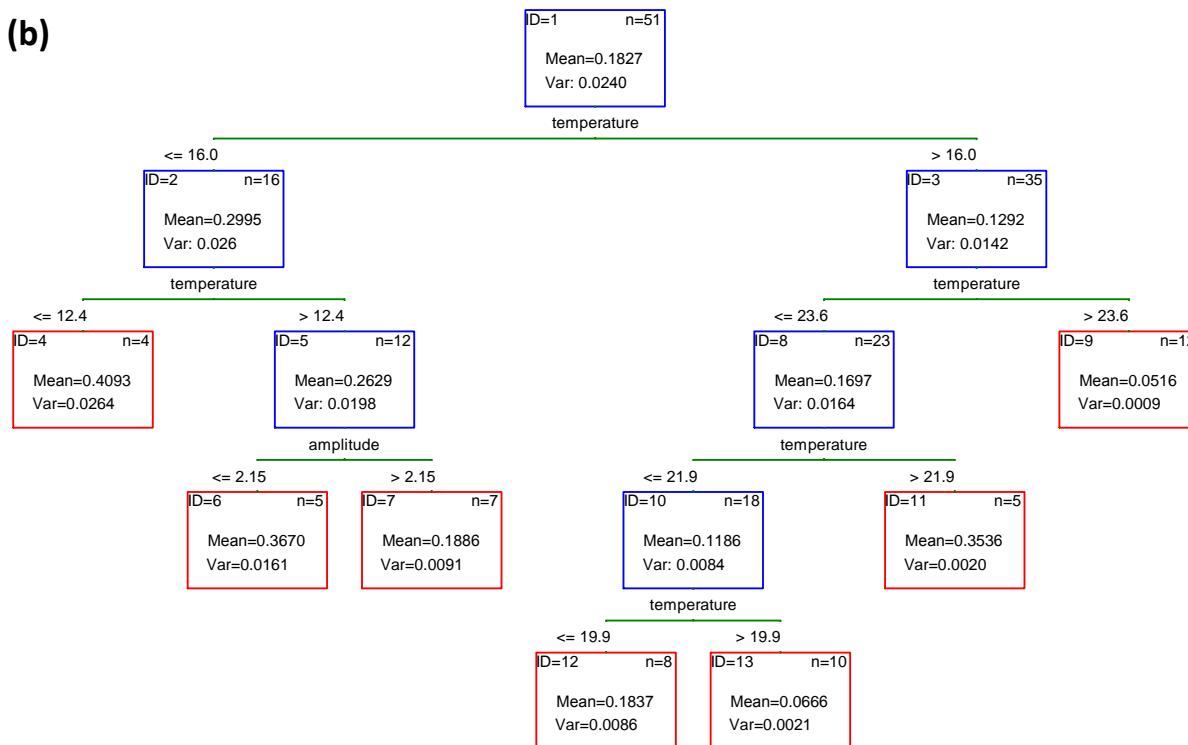 (b)
ID=1 n=51
Mean=0.1827
Var: 0.0240
temperature
<= 16.0 > 16.0
ID=2 n=16 ID=3 n=35
Mean=0.2995 Mean=0.1292
Var: 0.026 Var: 0.0142
temperature temperature
<= 12.4 > 12.4 <= 23.6 > 23.6
ID=4 n=4 ID=5 n=12 ID=8 n=23 ID=9 n=12
Mean=0.4093 Mean=0.2629 Mean=0.1697 Mean=0.0516
Var=0.0264 Var: 0.0198 Var: 0.0164 Var=0.0009
amplitude temperature
<= 2.15 > 2.15 <= 21.9 > 21.9
ID=6 n=5 ID=7 n=7 ID=10 n=18 ID=11 n=5
Mean=0.3670 Mean=0.1886 Mean=0.1186 Mean=0.3536
Var=0.0161 Var=0.0091 Var: 0.0084 Var=0.0020
temperature
<= 19.9 > 19.9
ID=12 n=8 ID=13 n=10
Mean=0.1837 Mean=0.0666
Var=0.0086 Var=0.0021